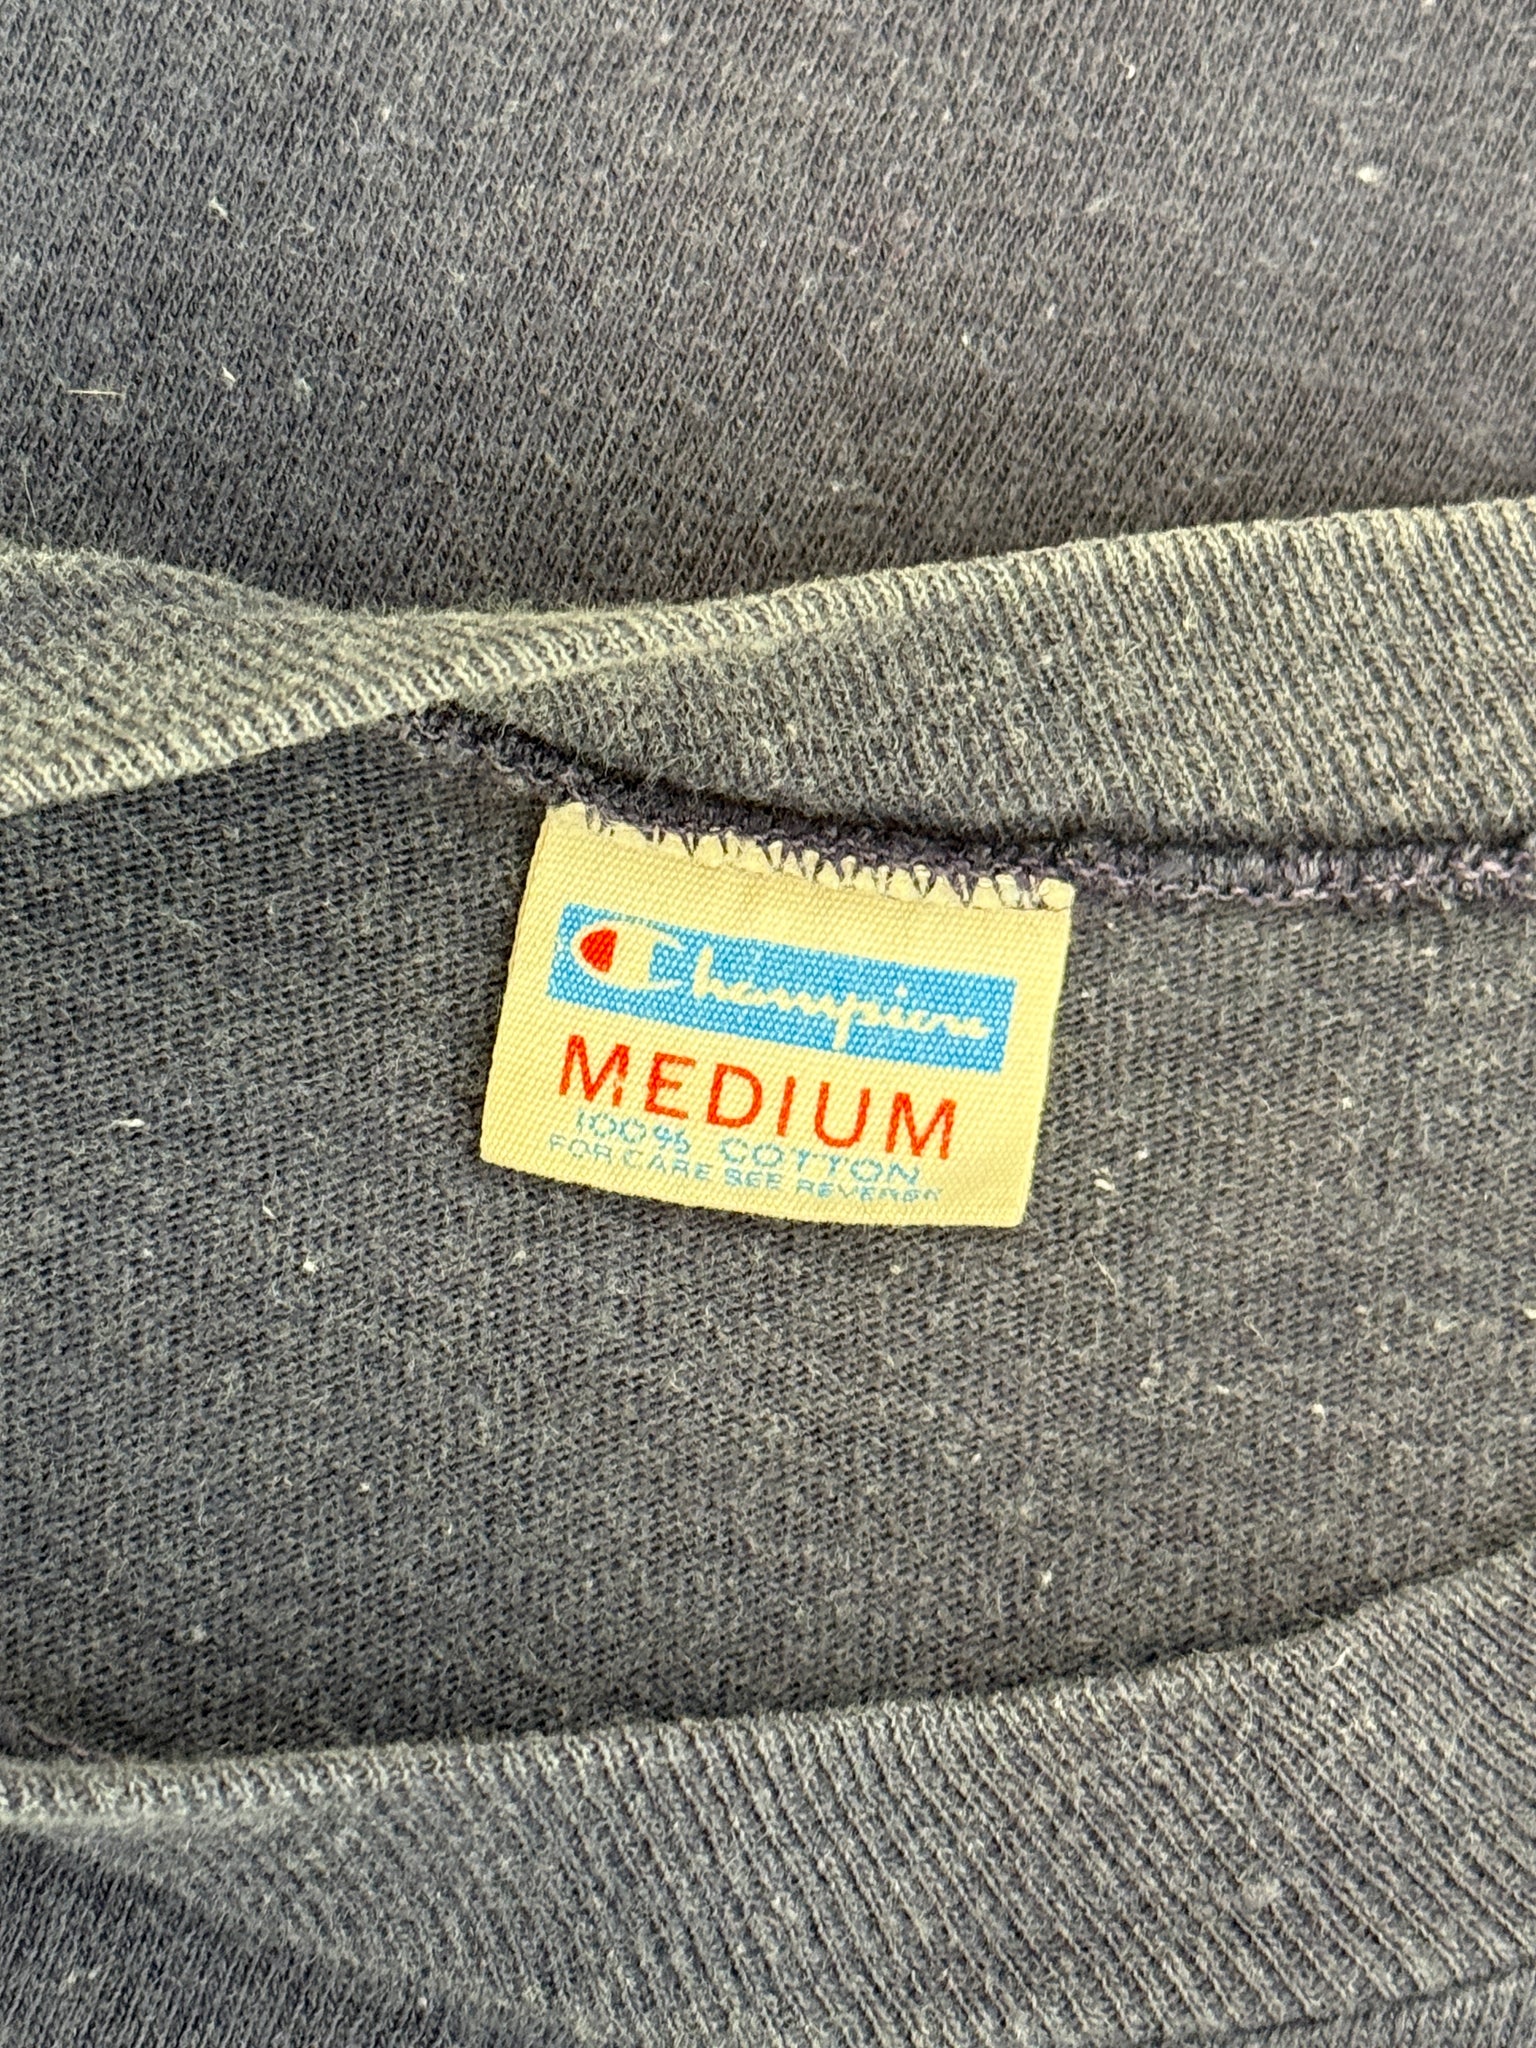 Champion
MEDIUM
100% COTTON
FOR CARE SEE REVERSE